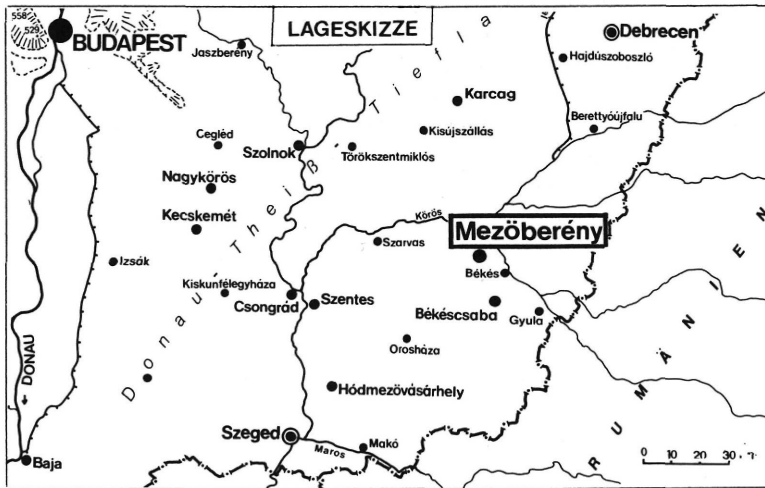 LAGESKIZZE
558
529
BUDAPEST
Jaszberény
Debrecen
Hajdúszoboszló
Karcag
Kisújszállás
Berettyóújfalu
Cegléd
Szolnok
Törökszentmiklós
Nagykörös
Kecskemét
Körös
Mezöberény
Szarvas
Békés
Izsák
Kiskunfélegyháza
Csongrád
Szentes
Békéscsaba
Gyula
Orosháza
Donau - Theiß - Tiefla
DONAU
Hódmezövásárhely
RUMÄNIEN
Szeged
Maros
Makó
Baja
0 10 20 30